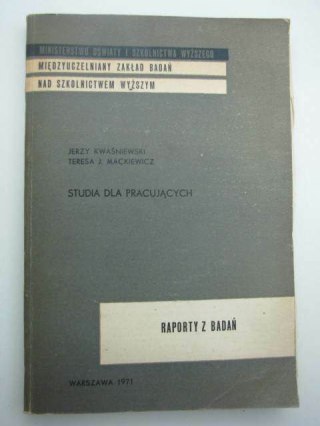 MINISTERSTWO OŚWIATY I SZKOLNICTWA WYŻSZEGO
MIĘDZYUCZELNIANY ZAKŁAD BADAŃ
NAD SZKOLNICTWEM WYŻSZYM
JERZY KWAŚNIEWSKI
TERESA J. MACKIEWICZ
STUDIA DLA PRACUJĄCYCH
RAPORTY Z BADAŃ
WARSZAWA 1971